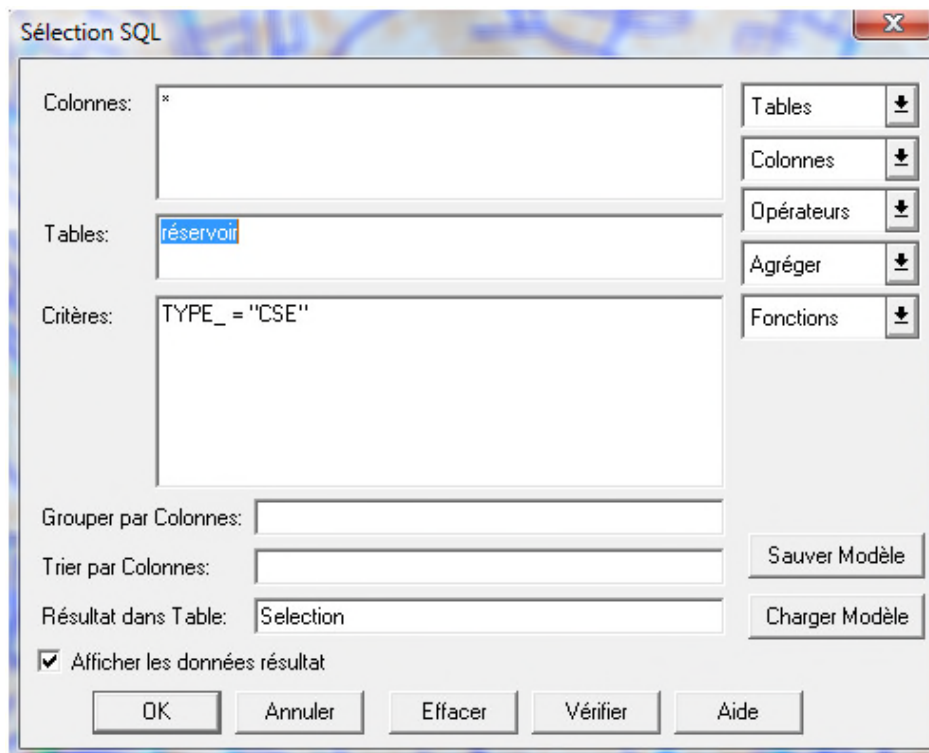 Sélection SQL
Colonnes: *
Tables
Colonnes
Tables: réservoir
Opérateurs
Agréger
Critères: TYPE_ = "CSE"
Fonctions
Grouper par Colonnes:
Trier par Colonnes:
Sauver Modèle
Résultat dans Table: Selection
Charger Modèle
Afficher les données résultat
OK Annuler Effacer Vérifier Aide